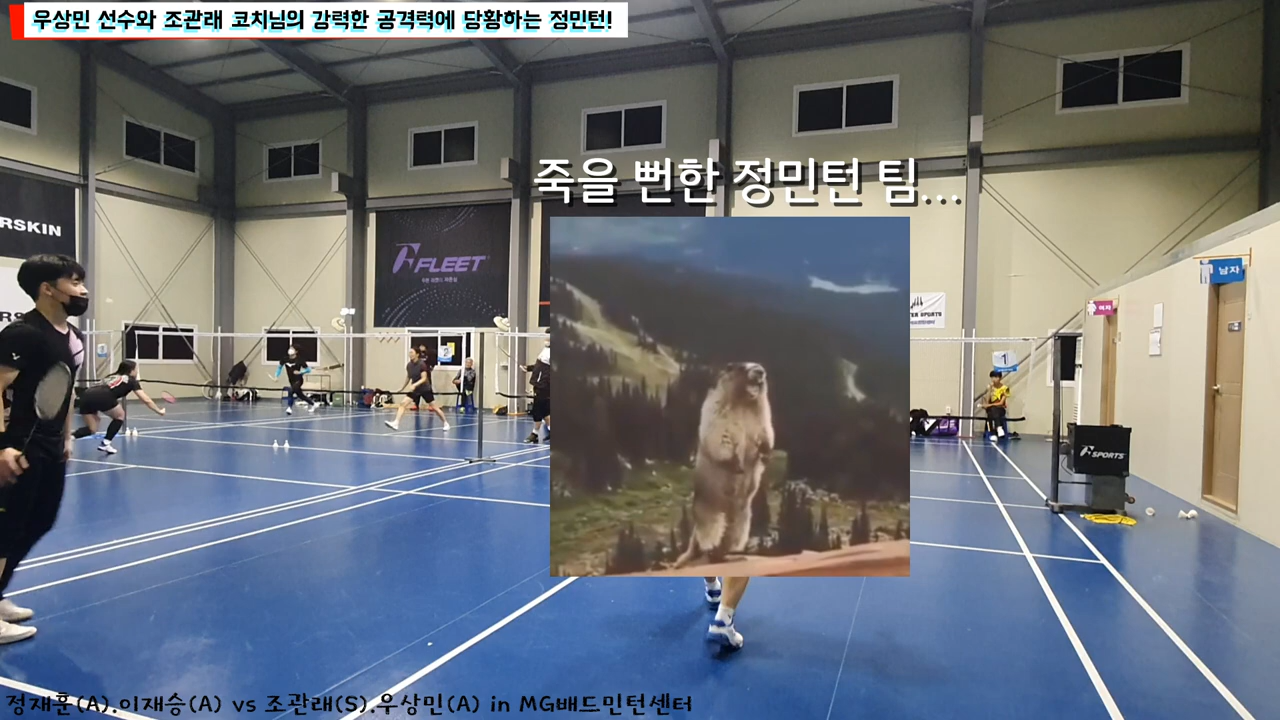 우상민 선수와 조관래 코치님의 강력한 공격력에 당황하는 정민턴!
죽을 뻔한 정민턴 팀...
RSKIN
FLEET
남자
여자
1
SPORTS
정재훈(A).이재승(A) vs 조관래(S).우상민(A) in MG배드민턴센터